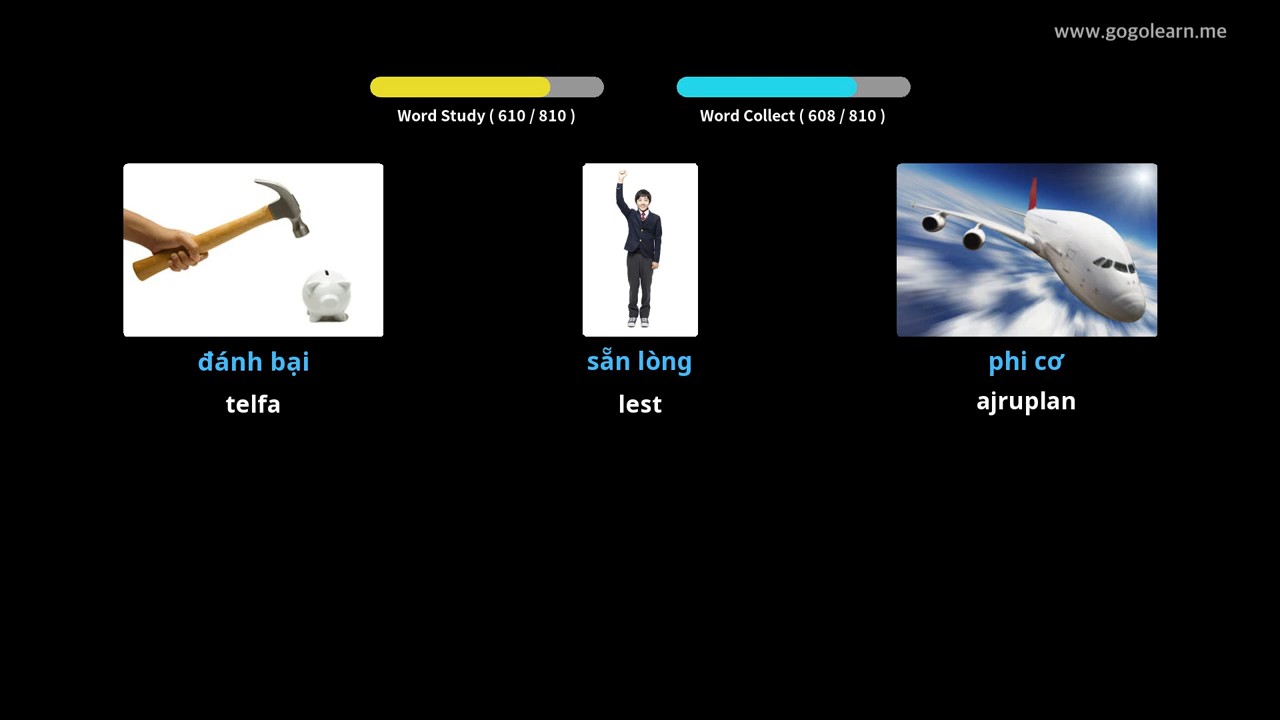 www.gogolearn.me
Word Study ( 610 / 810 )
Word Collect ( 608 / 810 )
đánh bại
sẵn lòng
phi cơ
telfa
lest
ajruplan